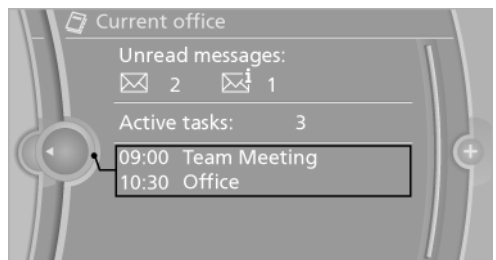 Current office
Unread messages:
2 1
Active tasks: 3
09:00 Team Meeting
10:30 Office